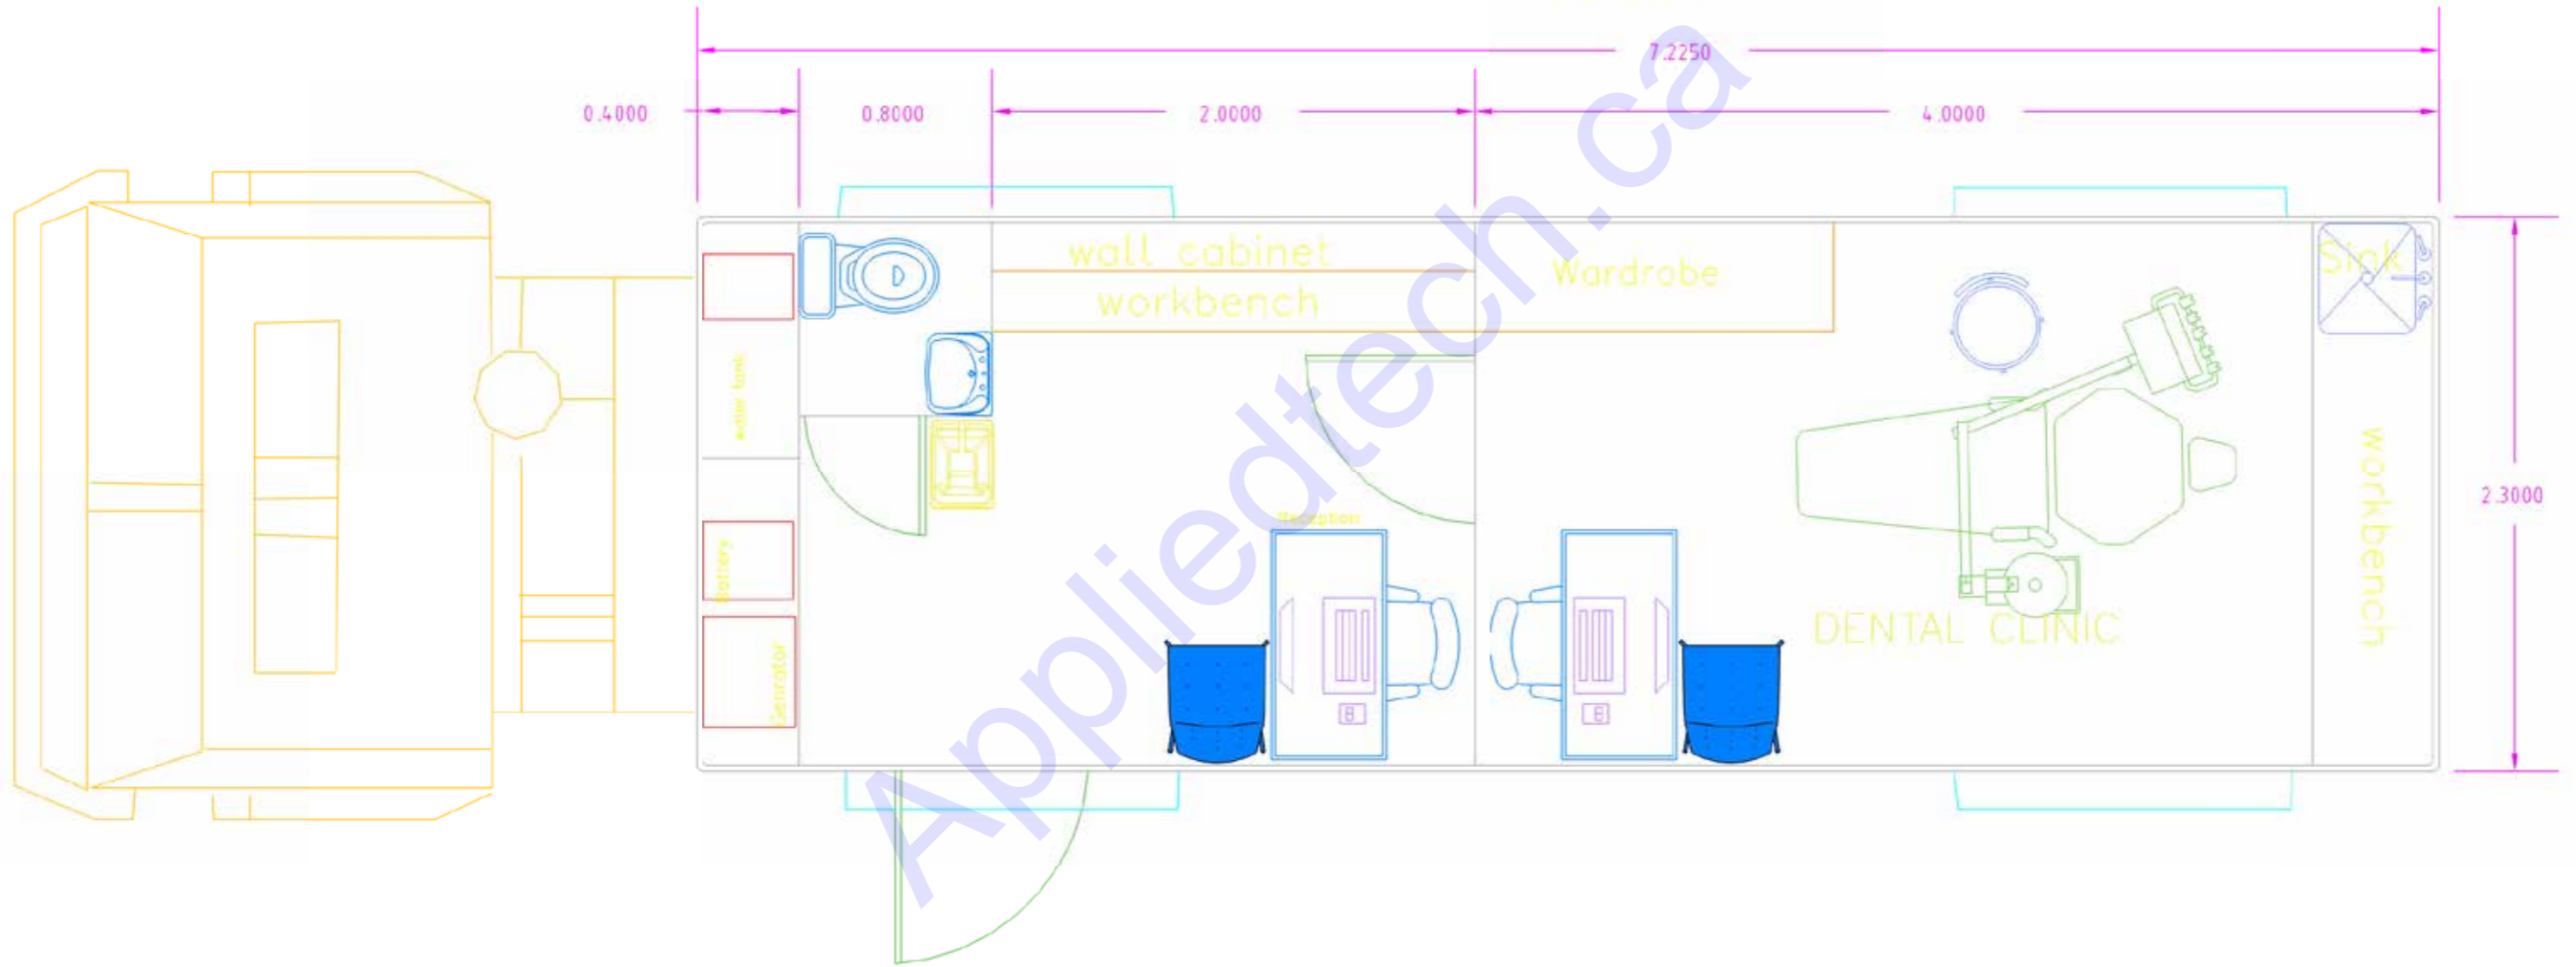 7.2250
0.4000
0.8000
2.0000
4.0000
wall cabinet
workbench
Wardrobe
Sink
water tank
Reception
Battery
workbench
2.3000
DENTAL CLINIC
Appliedtech.ca